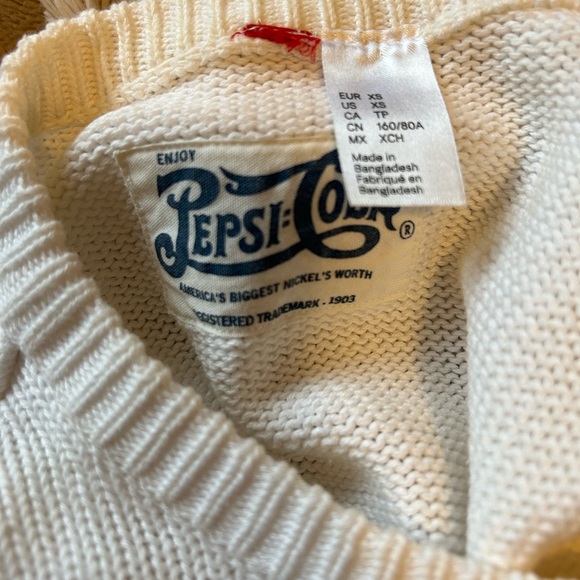 EUR XS
US XS
CA TP
CN 160/80A
MX XCH
Made in
Bangladesh
Fabriqué en
Bangladesh
ENJOY
PEPSI=COLA ®
AMERICA'S BIGGEST NICKEL'S WORTH
REGISTERED TRADEMARK - 1903